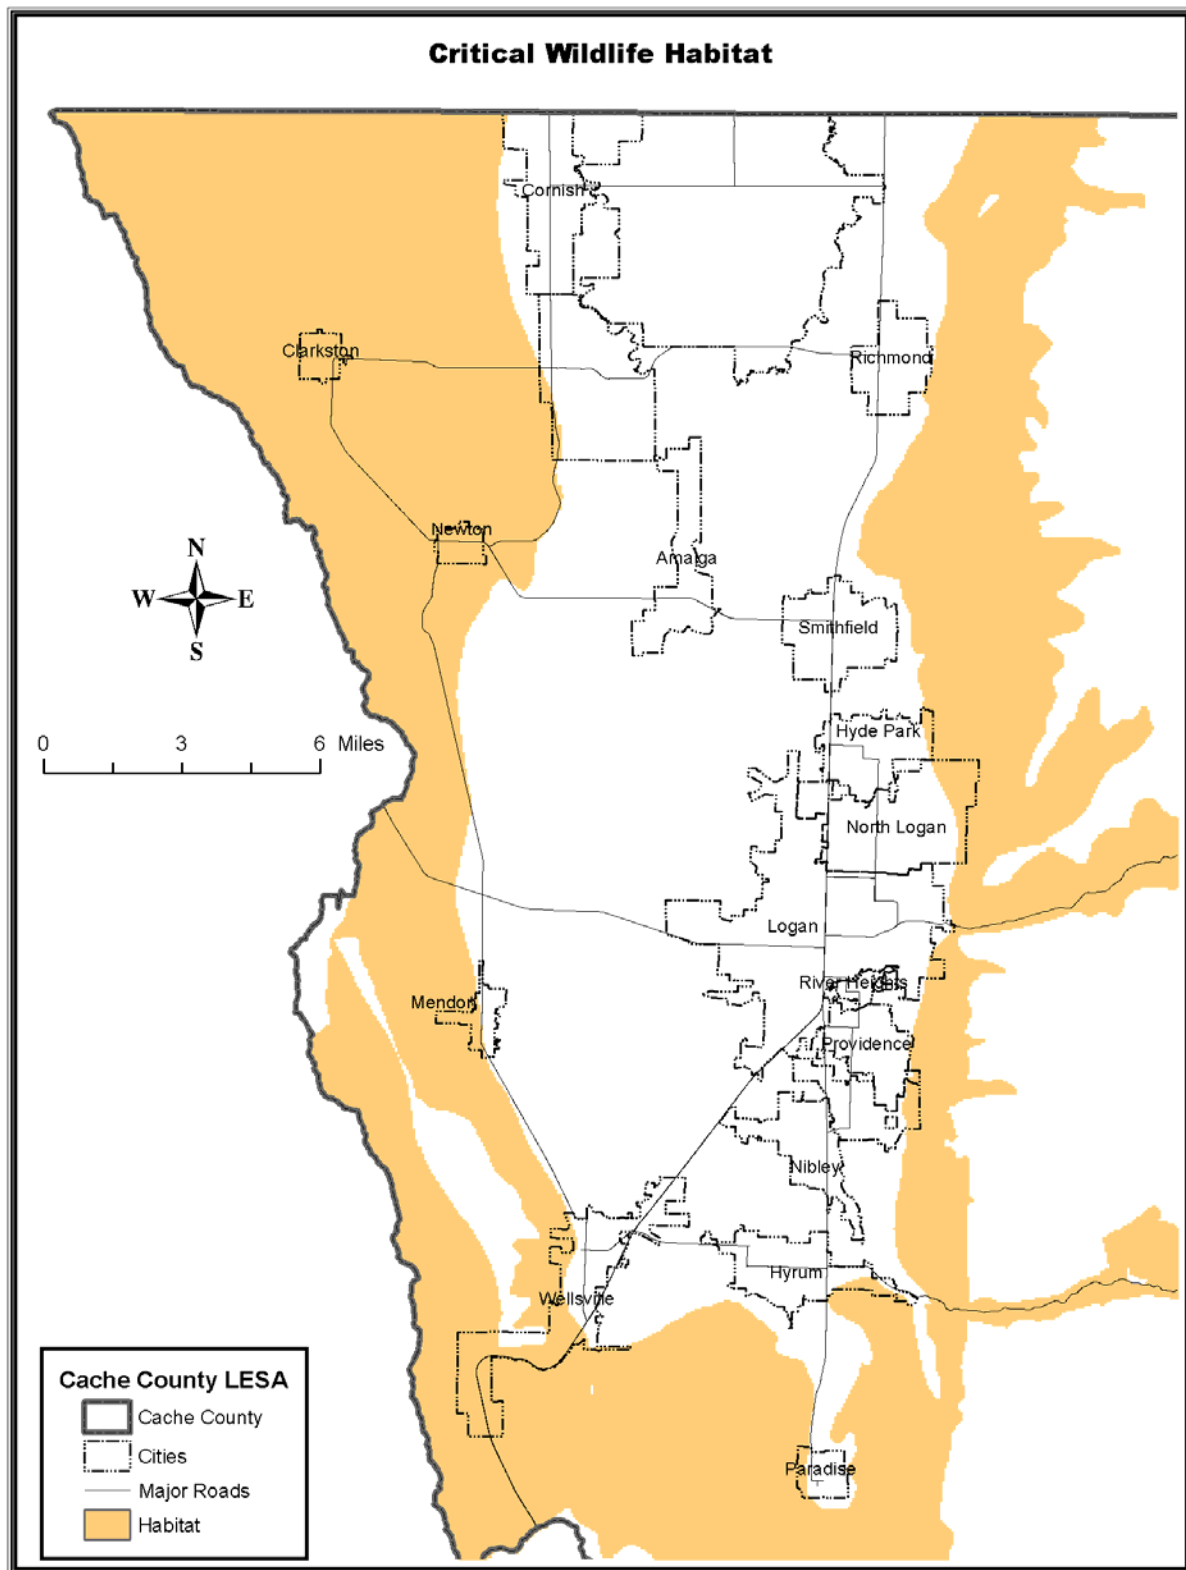 Critical Wildlife Habitat
Cornish
Clarkston
Richmond
Newton
N
Amalga
W E
Smithfield
S
Hyde Park
0 3 6 Miles
North Logan
Logan
River Heights
Mendon
Providence
Nibley
Hyrum
Wellsville
Cache County LESA
Cache County
Cities
Paradise
Major Roads
Habitat